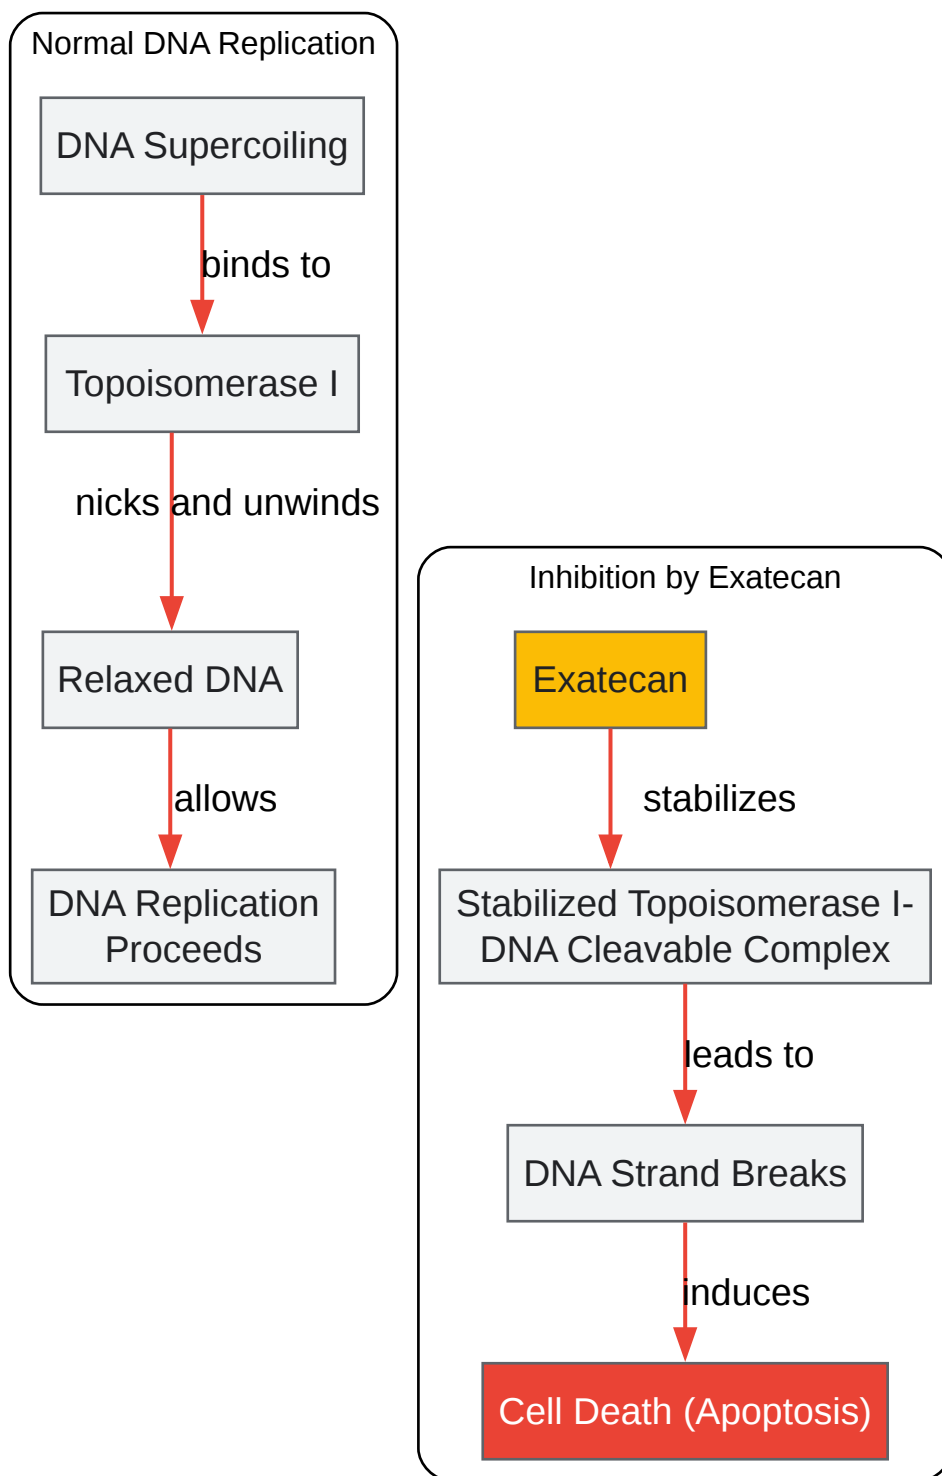 Normal DNA Replication
DNA Supercoiling
binds to
Topoisomerase I
nicks and unwinds
Relaxed DNA
allows
DNA Replication
Proceeds
Inhibition by Exatecan
Exatecan
stabilizes
Stabilized Topoisomerase I-
DNA Cleavable Complex
leads to
DNA Strand Breaks
induces
Cell Death (Apoptosis)